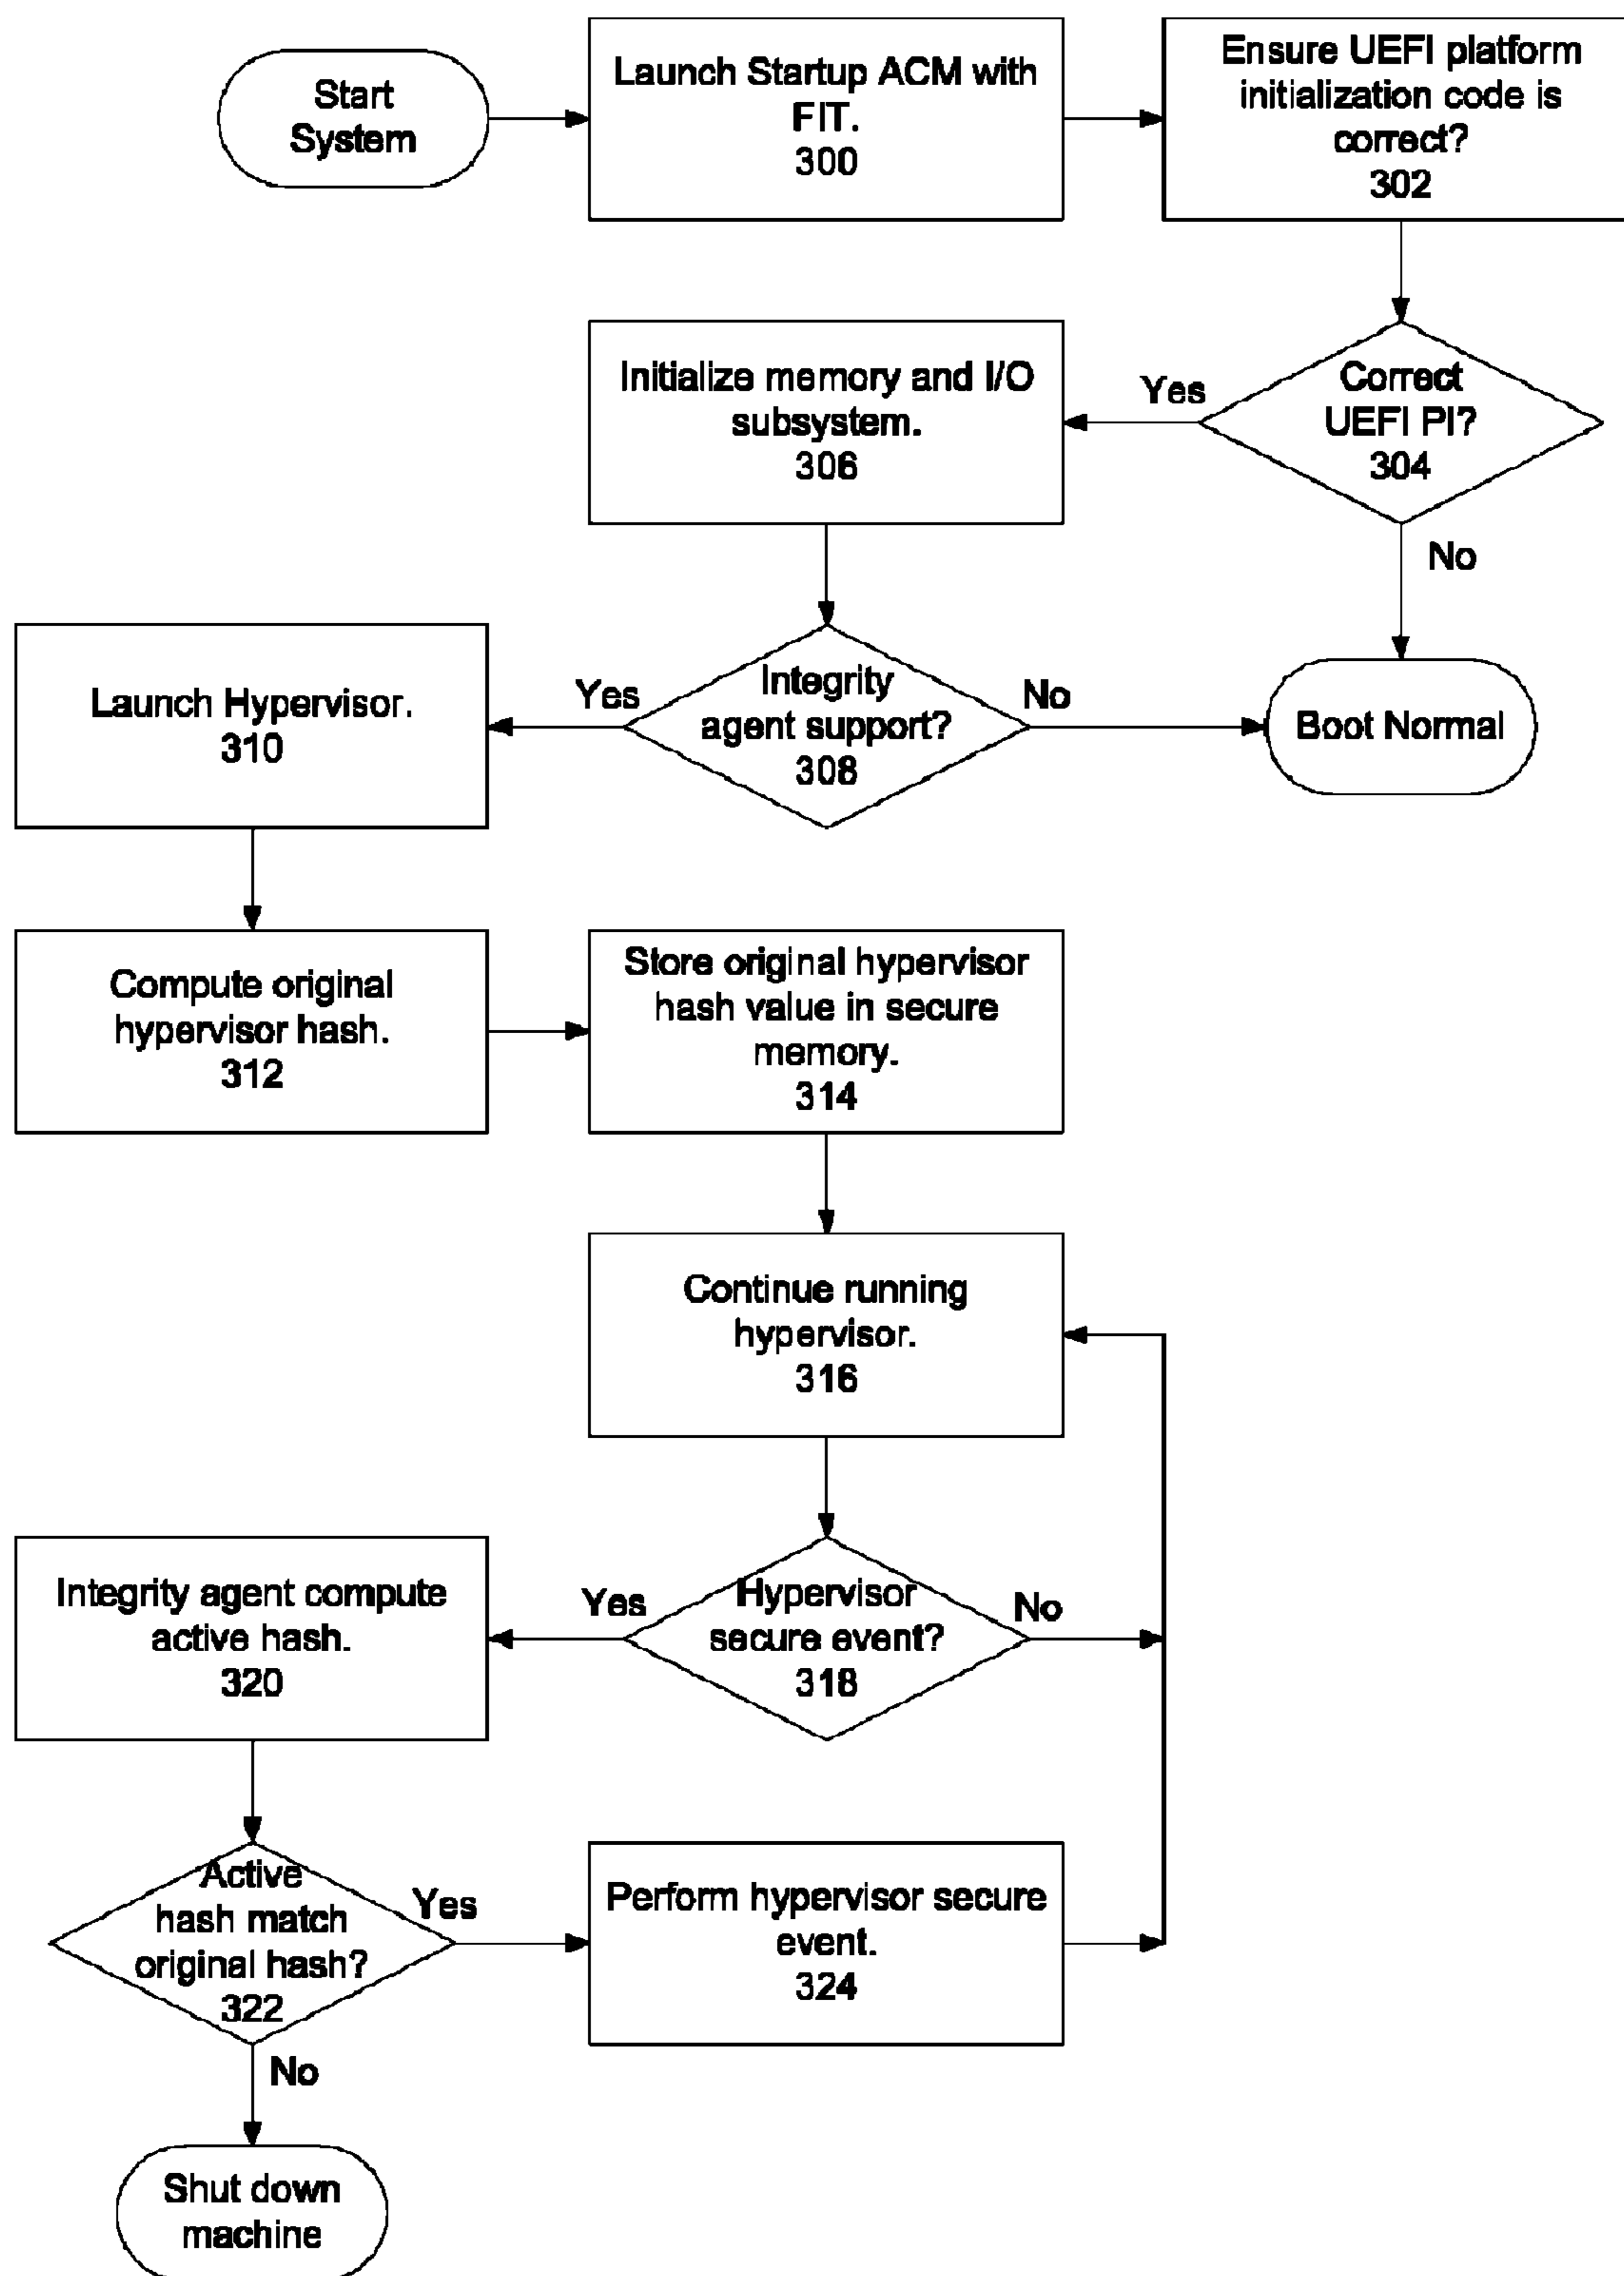 Start
System
Launch Startup ACM with
FIT.
300
Ensure UEFI platform
initialization code is
correct?
302
Initialize memory and I/O
subsystem.
306
Yes
Correct
UEFI PI?
304
No
Launch Hypervisor.
310
Yes
Integrity
agent support?
308
No
Boot Normal
Compute original
hypervisor hash.
312
Store original hypervisor
hash value in secure
memory.
314
Continue running
hypervisor.
316
Integrity agent compute
active hash.
320
Yes
Hypervisor
secure event?
318
No
Active
hash match
original hash?
322
Yes
Perform hypervisor secure
event.
324
No
Shut down
machine